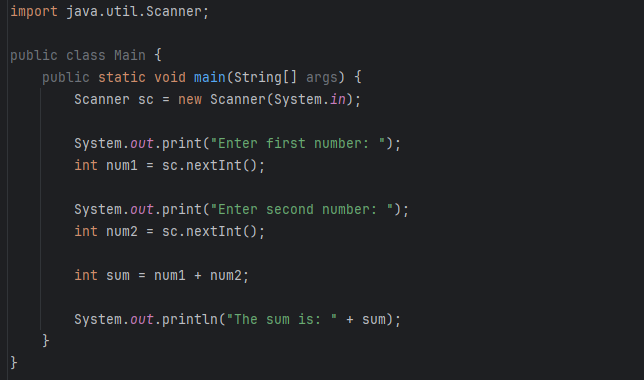 import java.util.Scanner;
public class Main {
    public static void main(String[] args) {
        Scanner sc = new Scanner(System.in);
        System.out.print("Enter first number: ");
        int num1 = sc.nextInt();
        System.out.print("Enter second number: ");
        int num2 = sc.nextInt();
        int sum = num1 + num2;
        System.out.println("The sum is: " + sum);
    }
}